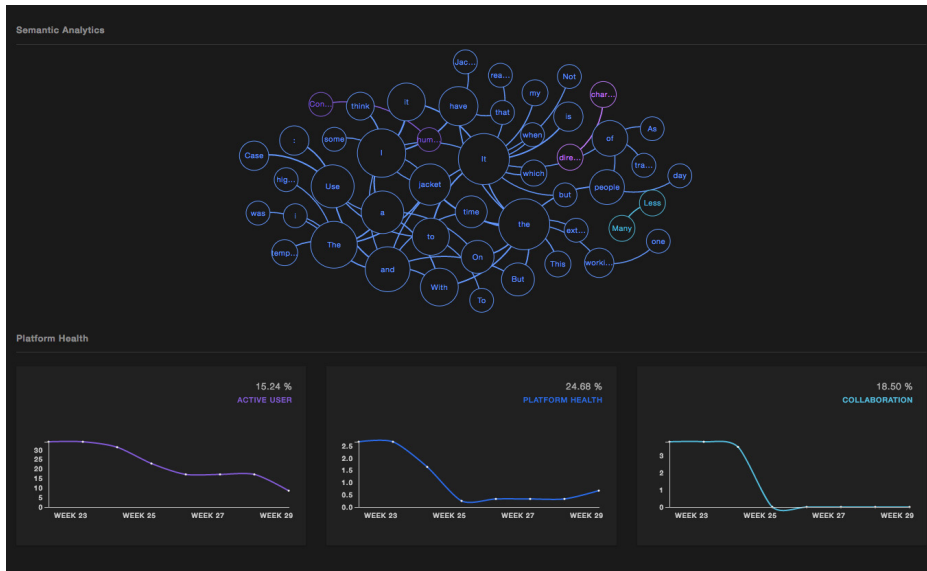 Semantic Analytics
Jac...
rea...
Not
my
char...
Con...
think
it
have
that
is
:
some
num...
when
of
As
Case
I
It
dire...
tra...
hig...
Use
jacket
which
but
people
day
was
i
a
time
the
ext...
Many
Less
temp...
The
to
On
This
worki...
one
and
With
To
But
Platform Health
15.24 %
ACTIVE USER
30
25
20
15
10
5
0
WEEK 23
WEEK 25
WEEK 27
WEEK 29
24.68 %
PLATFORM HEALTH
2.5
2.0
1.5
1.0
0.5
0.0
WEEK 23
WEEK 25
WEEK 27
WEEK 29
18.50 %
COLLABORATION
3
2
1
0
WEEK 23
WEEK 25
WEEK 27
WEEK 29